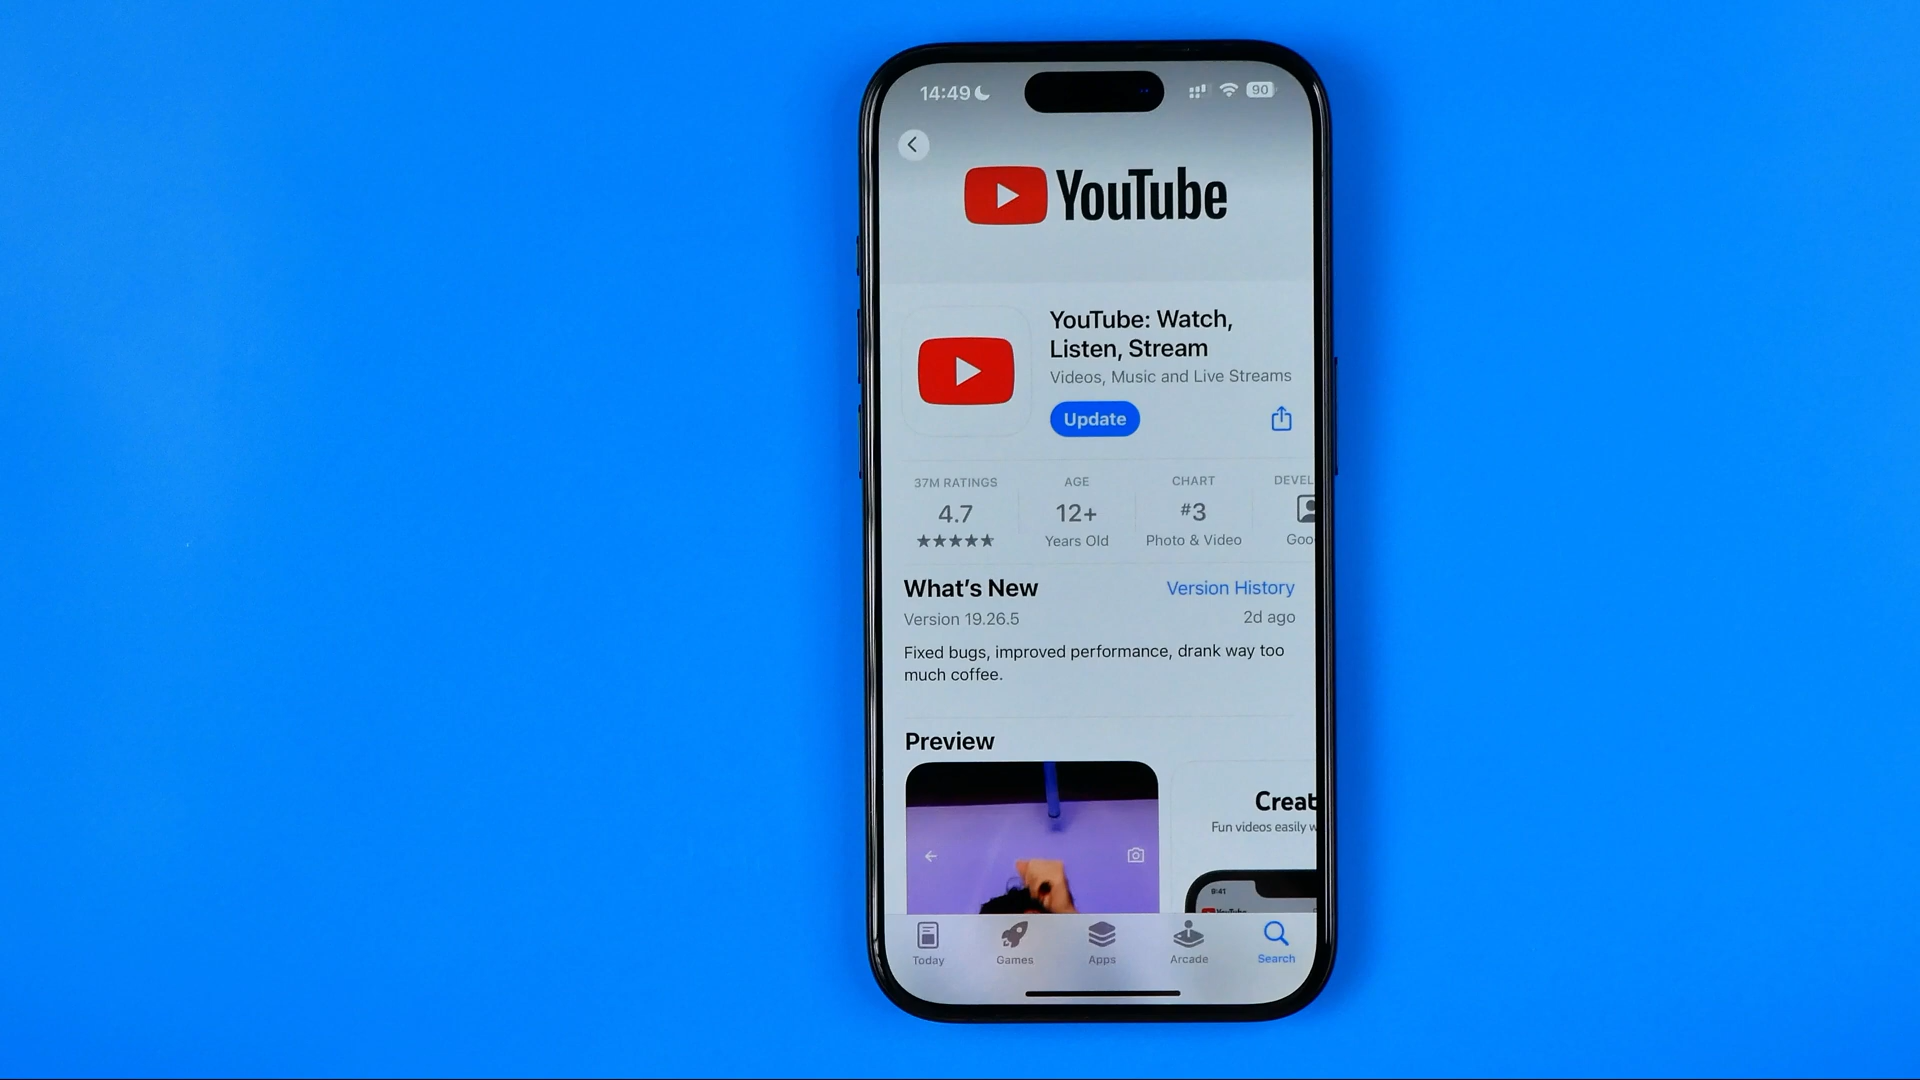 14:49
90
YouTube
YouTube: Watch,
Listen, Stream
Videos, Music and Live Streams
Update
37M RATINGS
AGE
CHART
DEVEL
4.7
12+
#3
Years Old
Photo & Video
Goo
What's New
Version History
Version 19.26.5
2d ago
Fixed bugs, improved performance, drank way too
much coffee.
Preview
Creat
Fun videos easily w
9:41
YouTube
Today
Games
Apps
Arcade
Search